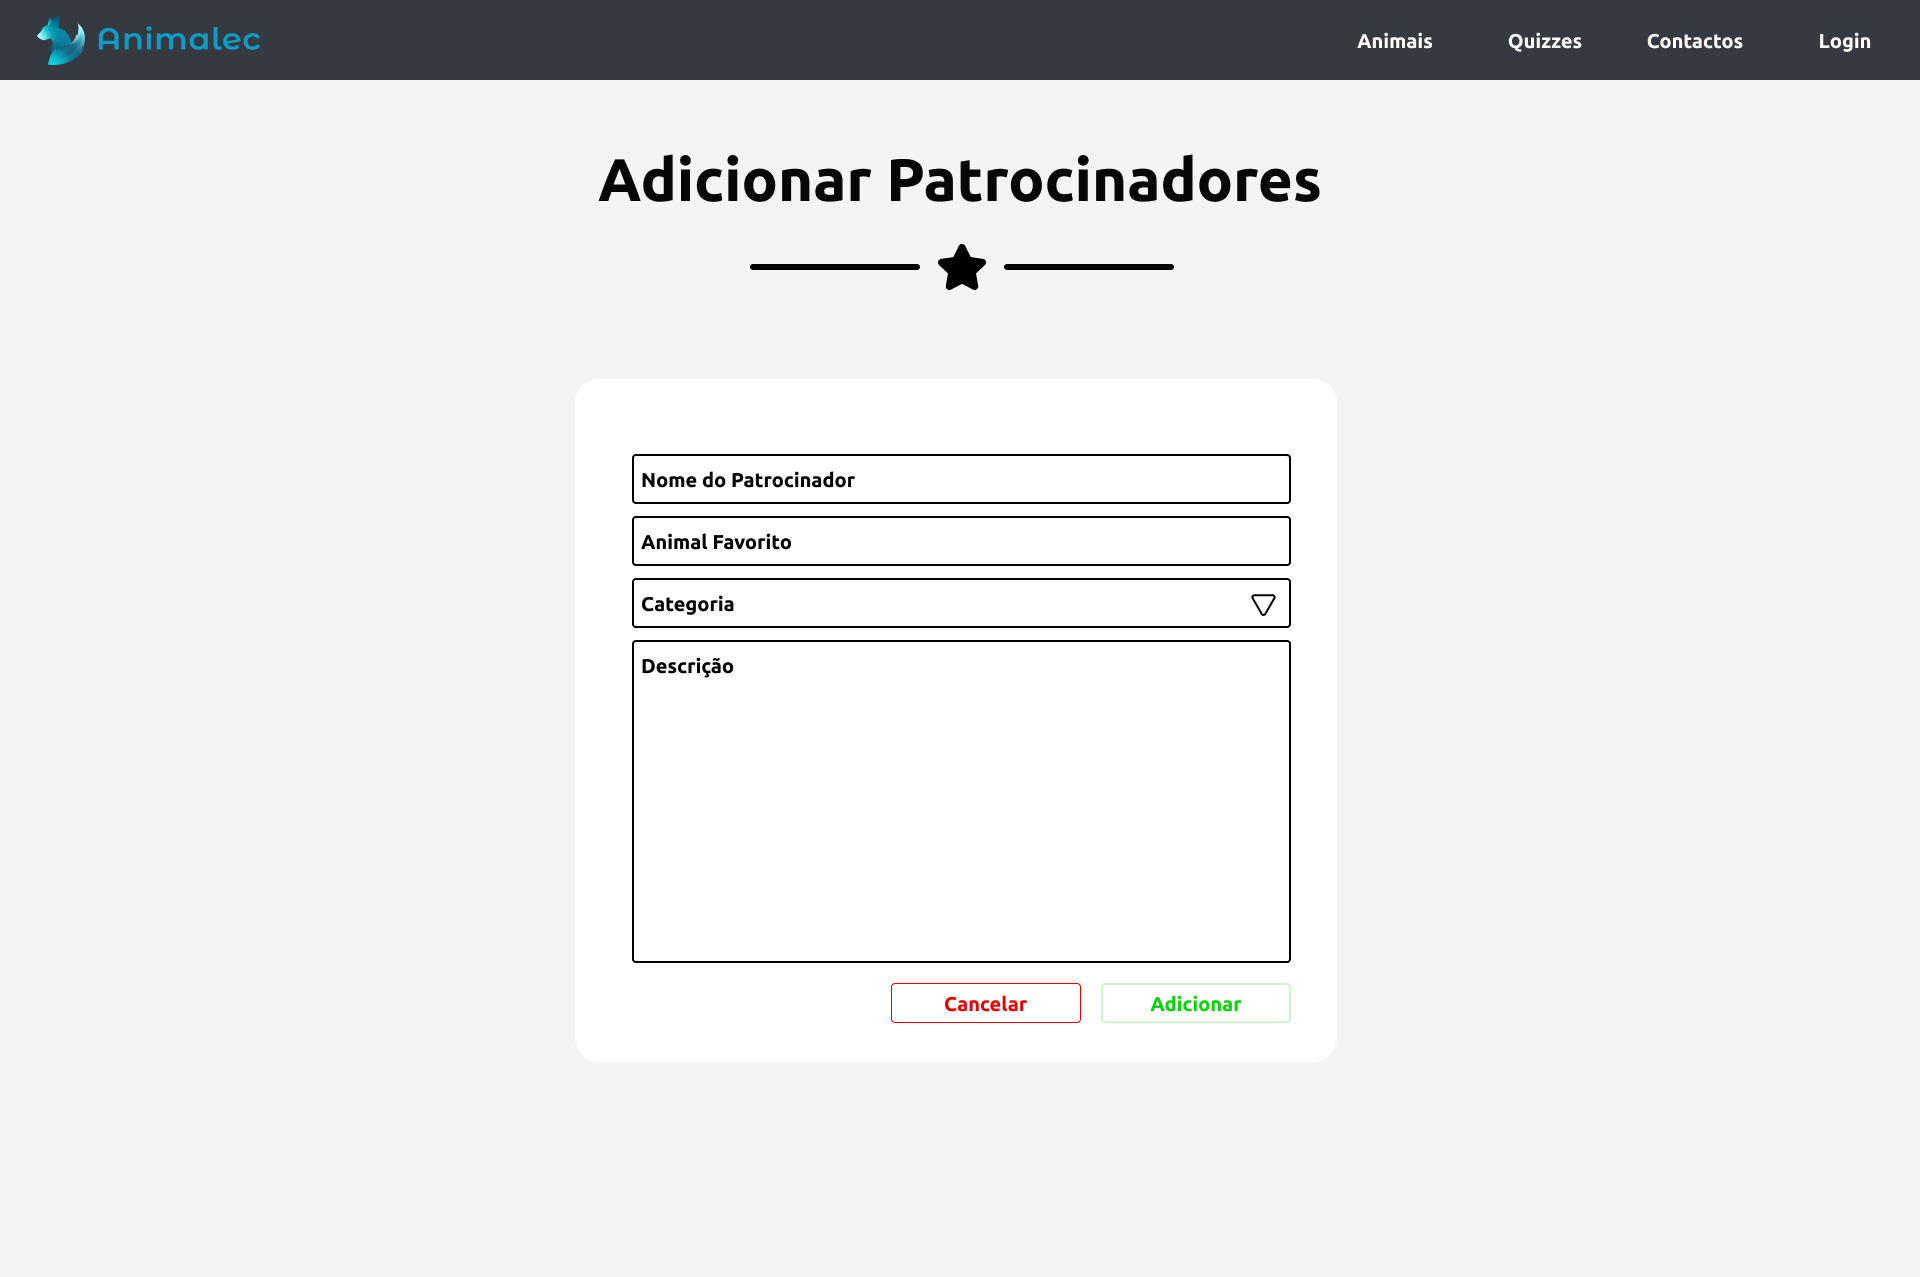 Animalec
Animais Quizzes Contactos Login
Adicionar Patrocinadores
Nome do Patrocinador
Animal Favorito
Categoria
Descrição
Cancelar Adicionar